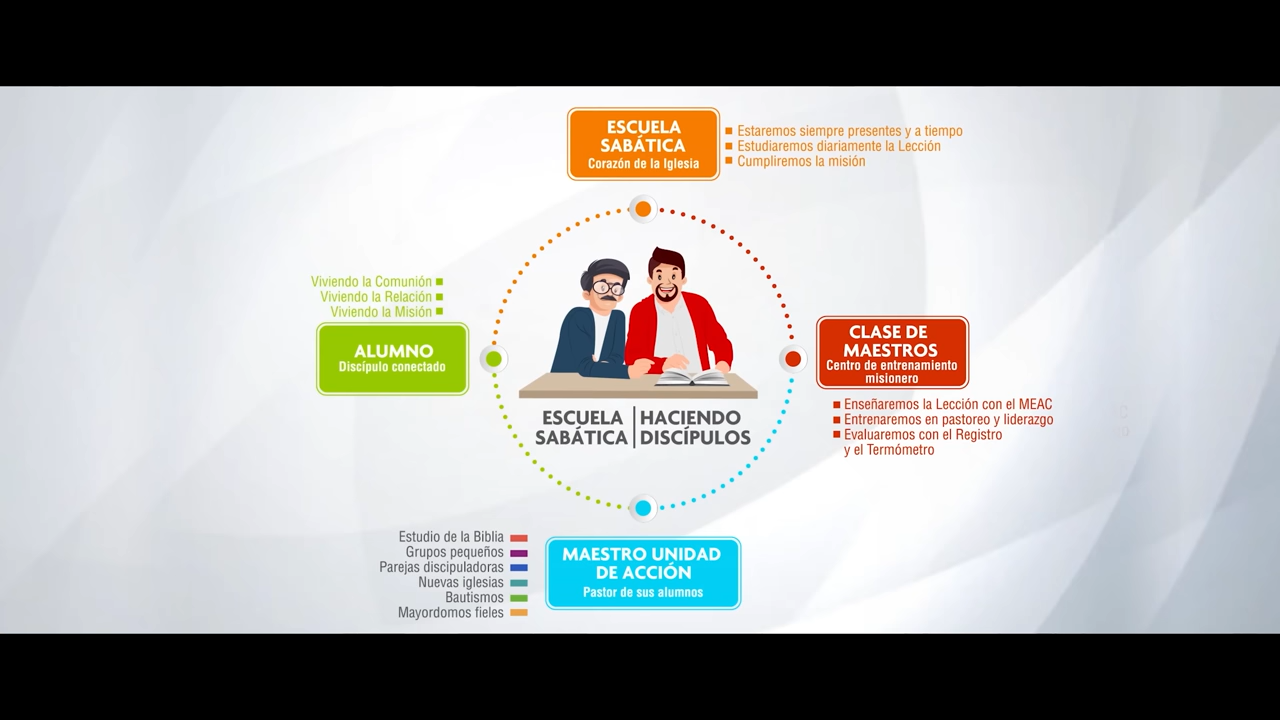 ESCUELA
SABÁTICA
Corazón de la Iglesia
Estaremos siempre presentes y a tiempo
Estudiaremos diariamente la Lección
Cumpliremos la misión
Viviendo la Comunión
Viviendo la Relación
Viviendo la Misión
ALUMNO
Discípulo conectado
CLASE DE
MAESTROS
Centro de entrenamiento
misionero
Enseñaremos la Lección con el MEAC
Entrenaremos en pastoreo y liderazgo
Evaluaremos con el Registro
y el Termómetro
ESCUELA
SABÁTICA
HACIENDO
DISCÍPULOS
Estudio de la Biblia
Grupos pequeños
Parejas discipuladoras
Nuevas iglesias
Bautismos
Mayordomos fieles
MAESTRO UNIDAD
DE ACCIÓN
Pastor de sus alumnos